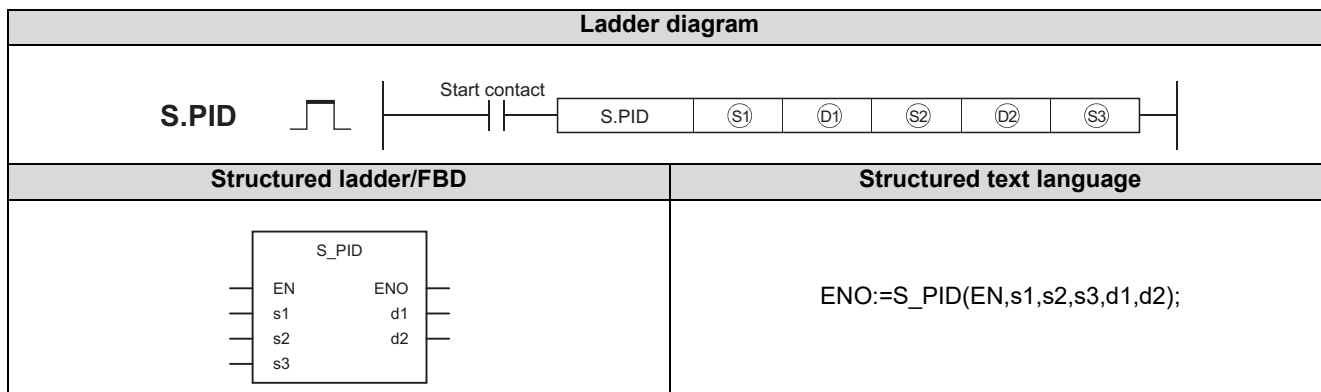 Ladder diagram
Start contact
S.PID S.PID S1 D1 S2 D2 S3
Structured ladder/FBD Structured text language
S_PID
EN ENO
s1 d1
s2 d2
s3
ENO:=S_PID(EN,s1,s2,s3,d1,d2);